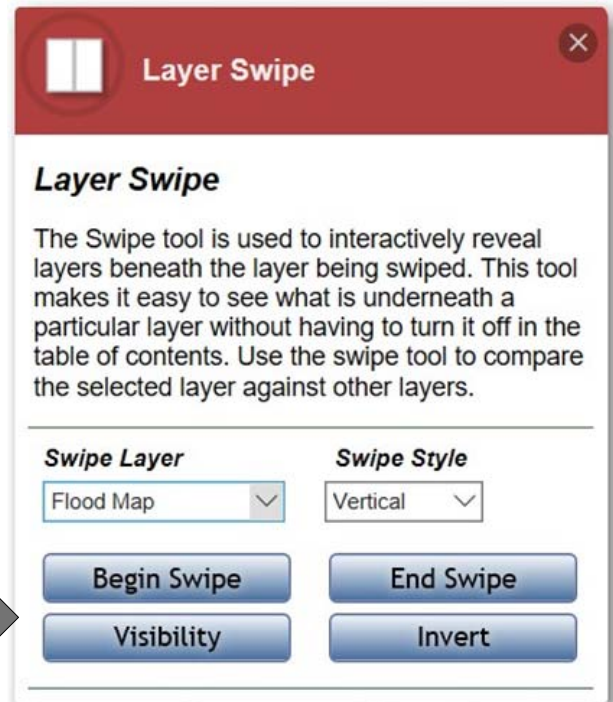 Layer Swipe
Layer Swipe
The Swipe tool is used to interactively reveal
layers beneath the layer being swiped. This tool
makes it easy to see what is underneath a
particular layer without having to turn it off in the
table of contents. Use the swipe tool to compare
the selected layer against other layers.
Swipe Layer Swipe Style
Flood Map Vertical
Begin Swipe End Swipe
Visibility Invert